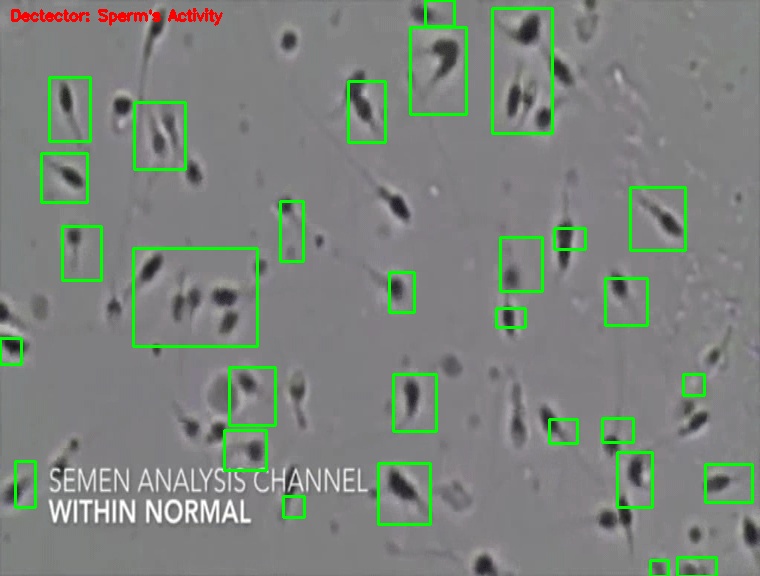 Dectector: Sperm's Activity
SEMEN ANALYSIS CHANNEL
WITHIN NORMAL